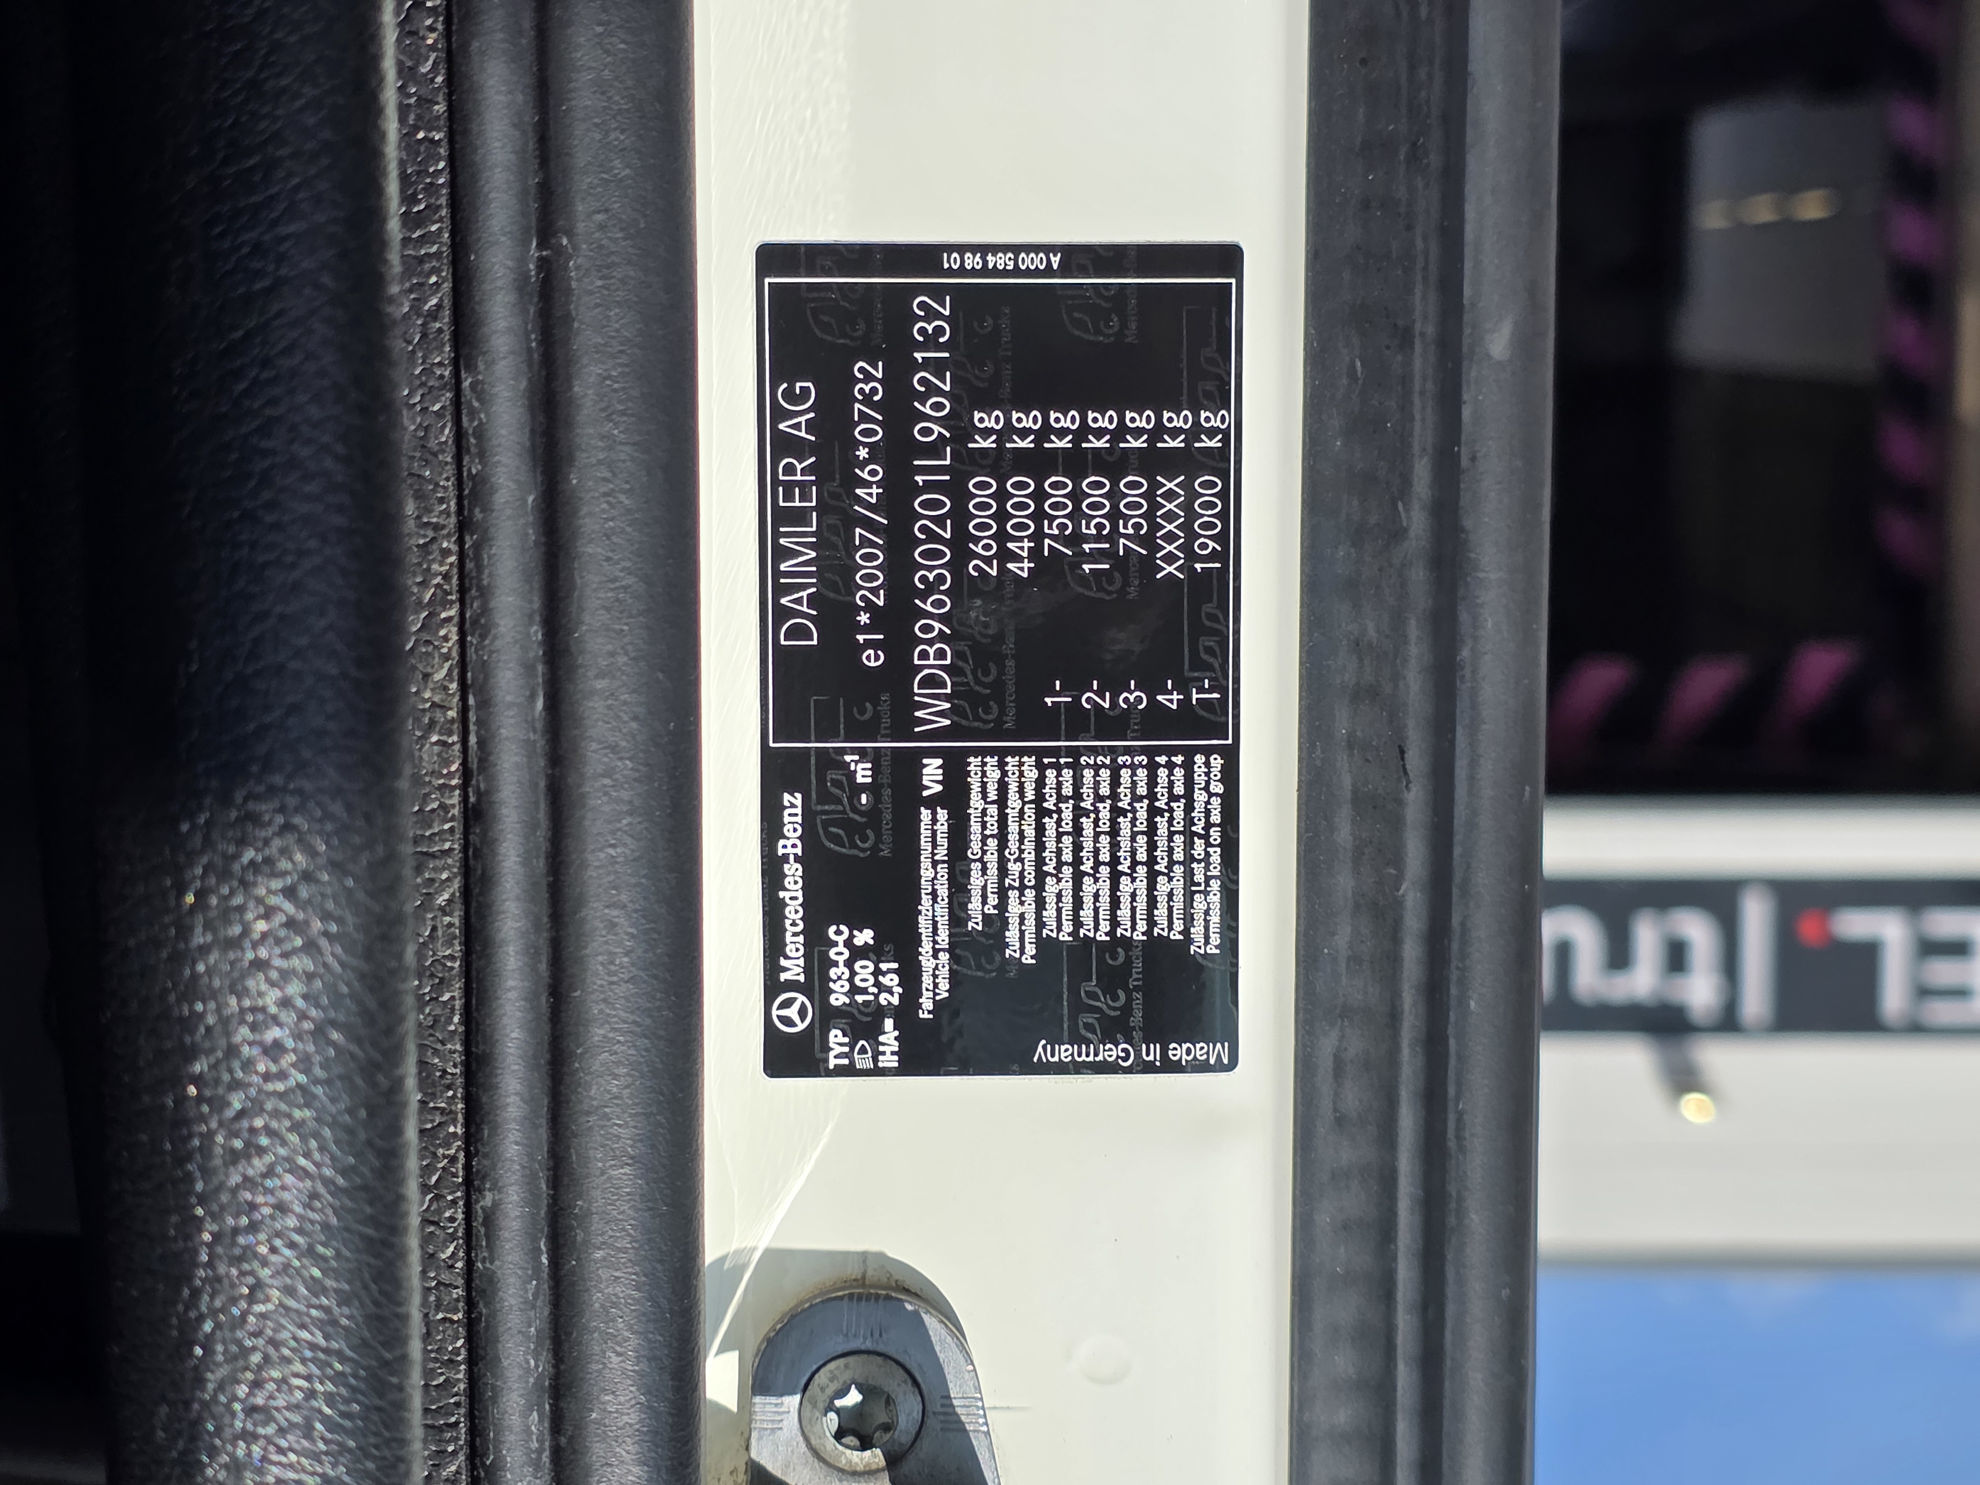 Mercedes-Benz
DAIMLER AG
TYP 963-0-C
1,00 % - m⁻¹
e1*2007/46*0732
iHA= 2,61
Fahrzeugidentifizierungsnummer
Vehicle Identification Number
VIN
WDB9630201L962132
Zulässiges Gesamtgewicht
Permissible total weight
26000 kg
Zulässiges Zug-Gesamtgewicht
Permissible combination weight
44000 kg
Zulässige Achslast, Achse 1
Permissible axle load, axle 1
1- 7500 kg
Zulässige Achslast, Achse 2
Permissible axle load, axle 2
2- 11500 kg
Zulässige Achslast, Achse 3
Permissible axle load, axle 3
3- 7500 kg
Zulässige Achslast, Achse 4
Permissible axle load, axle 4
4- XXXXX kg
Zulässige Last der Achsgruppe
Permissible load on axle group
T- 19000 kg
Made in Germany
A 000 584 98 01
Mercedes-Benz Trucks